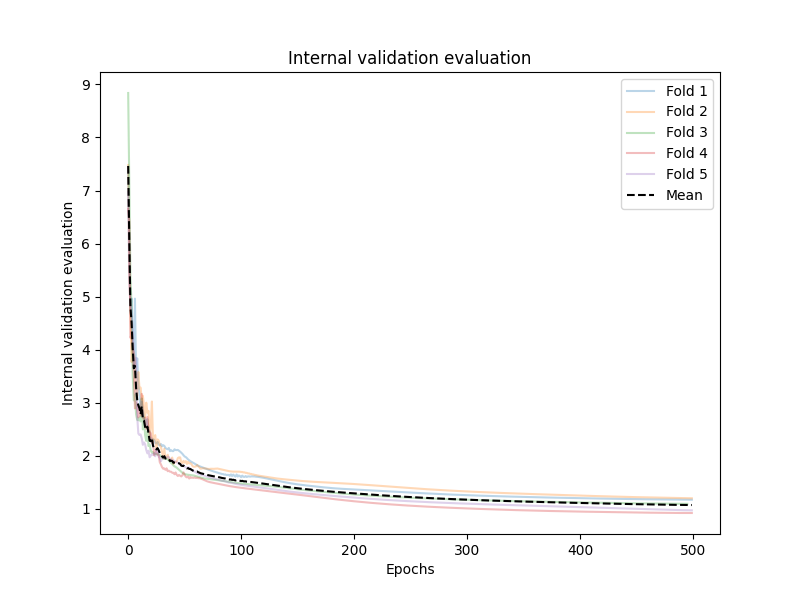 Internal validation evaluation
Internal validation evaluation
9
8
7
6
5
4
3
2
1
0
100
200
300
400
500
Epochs
Fold 1
Fold 2
Fold 3
Fold 4
Fold 5
Mean